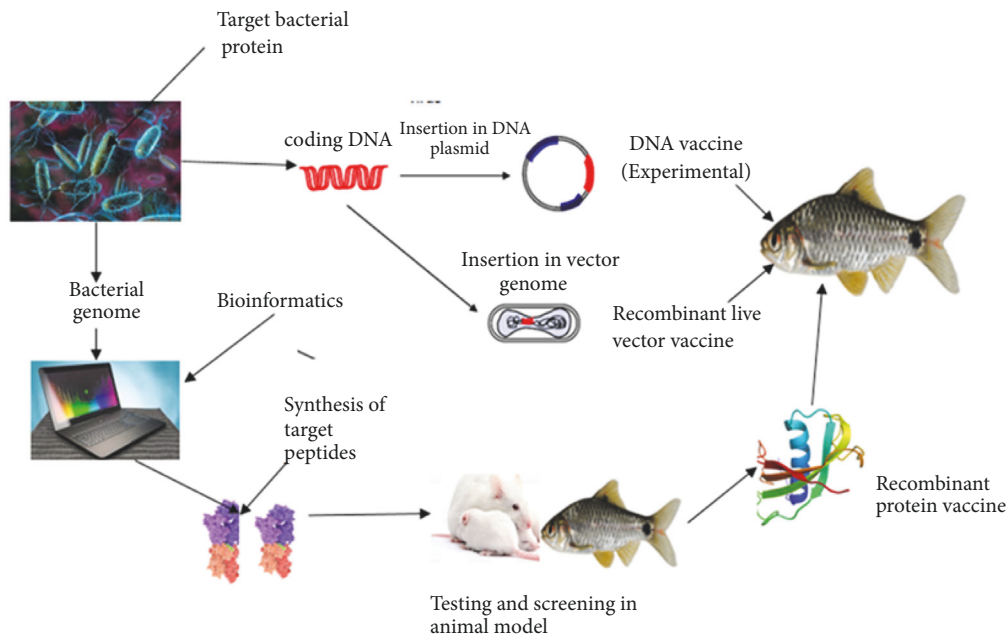 Target bacterial
protein
coding DNA
Insertion in DNA
plasmid
DNA vaccine
(Experimental)
Insertion in vector
genome
Bacterial
genome
Bioinformatics
Recombinant live
vector vaccine
Synthesis of
target
peptides
Recombinant
protein vaccine
Testing and screening in
animal model